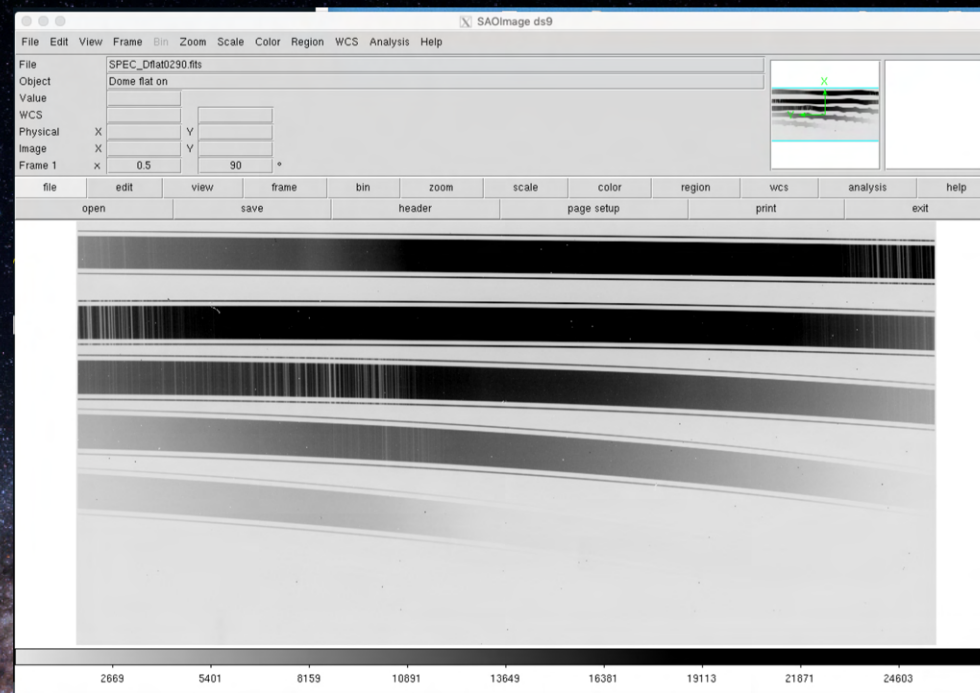 SAOImage ds9
File Edit View Frame Bin Zoom Scale Color Region WCS Analysis Help
File SPEC_Dflat0290.fits
Object Dome flat on
Value
WCS
Physical X Y
Image X Y
Frame 1 x 0.5 90 °
file edit view frame bin zoom scale color region wcs analysis help
open save header page setup print exit
2669 5401 8159 10891 13649 16381 19113 21871 24603